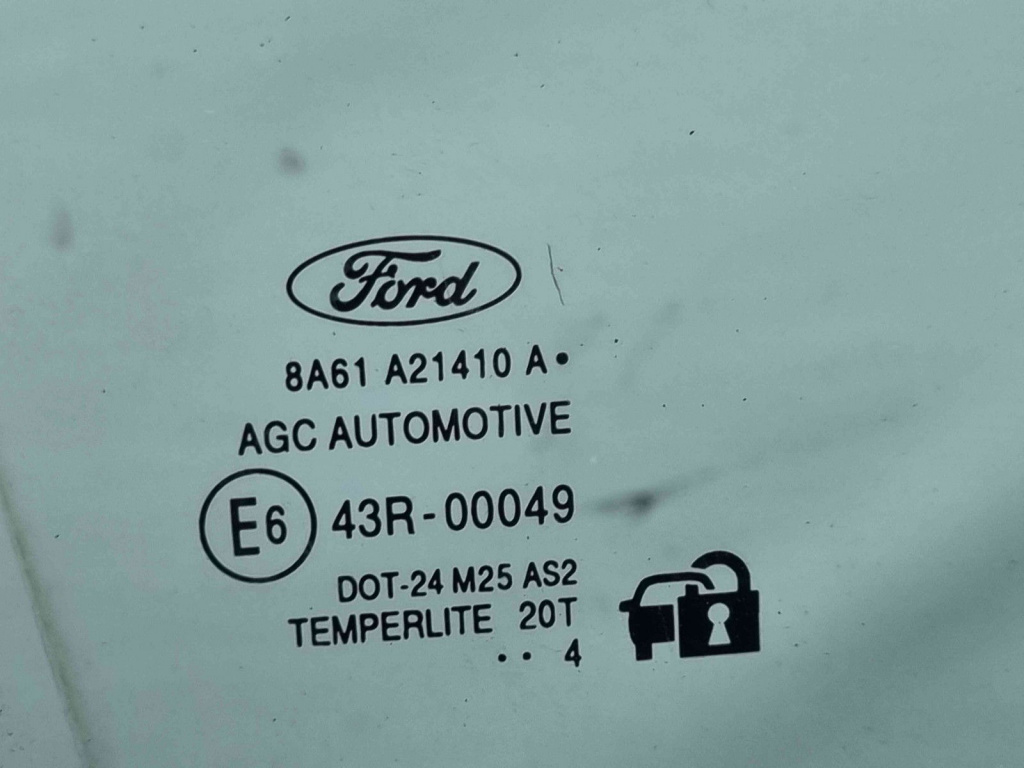 Ford
8A61 A21410 A•
AGC AUTOMOTIVE
E6 43R-00049
DOT-24 M25 AS2
TEMPERLITE 20T
•• 4